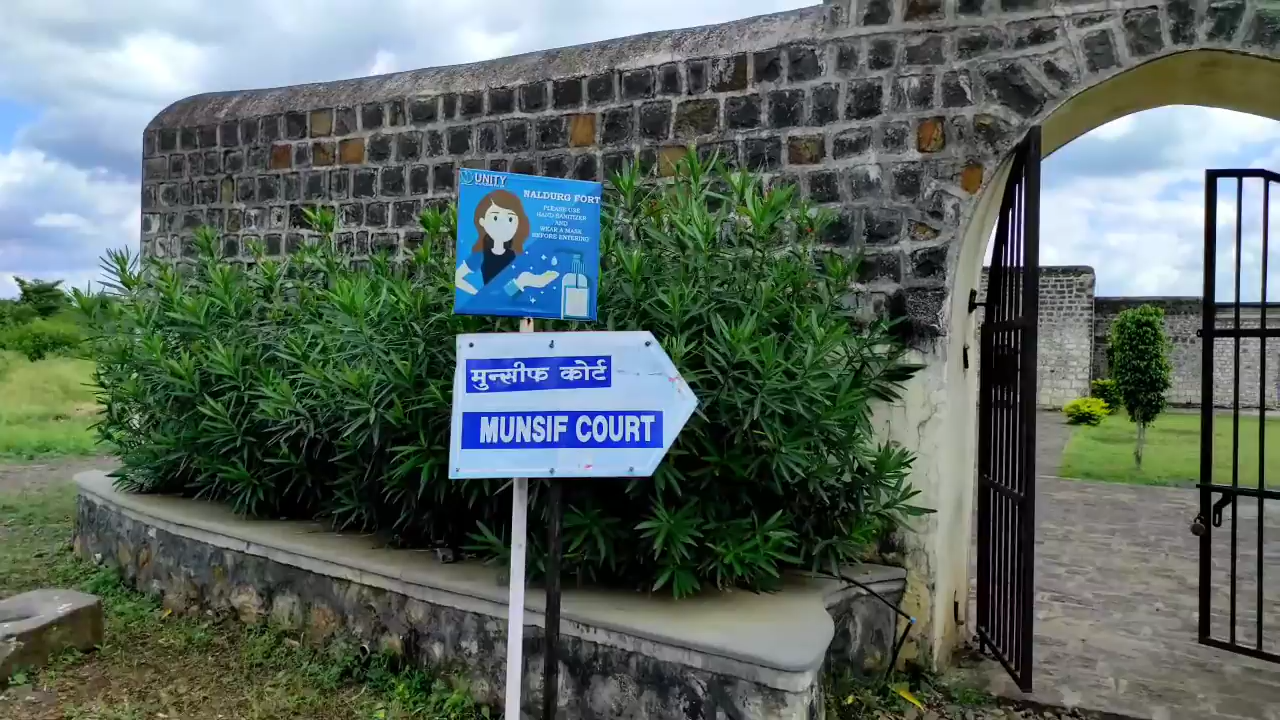 UNITY
NALDURG FORT
PLEASE USE
HAND SANITIZER
AND
WEAR A MASK
BEFORE ENTERING
मुन्सीफ कोर्ट
MUNSIF COURT